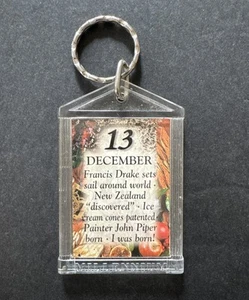 13
DECEMBER
Francis Drake sets
sail around world -
New Zealand
"discovered" - Ice
cream cones patented -
Painter John Piper
born - I was born!